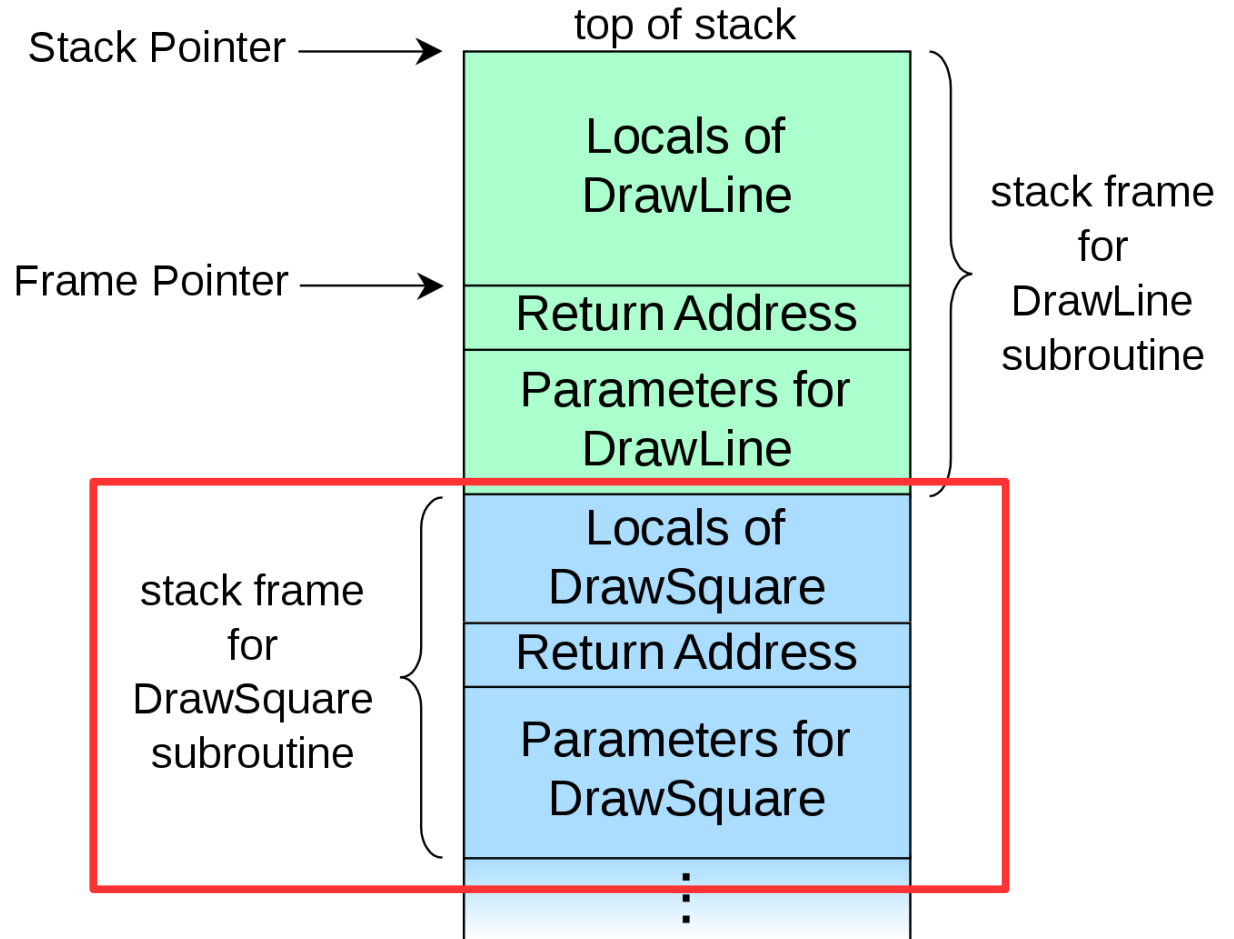 top of stack
Stack Pointer
Locals of
DrawLine
stack frame
for
DrawLine
subroutine
Frame Pointer
Return Address
Parameters for
DrawLine
Locals of
DrawSquare
stack frame
for
DrawSquare
subroutine
Return Address
Parameters for
DrawSquare
⋮